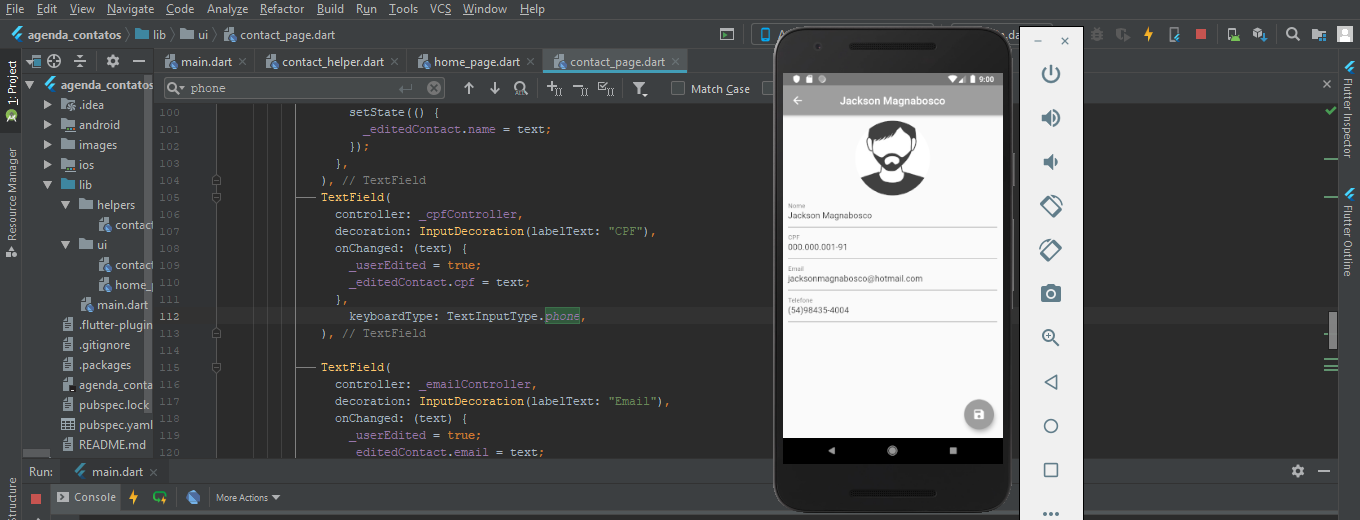 File Edit View Navigate Code Analyze Refactor Build Run Tools VCS Window Help
agenda_contatos lib ui contact_page.dart
main.dart contact_helper.dart home_page.dart contact_page.dart
1: Project
Resource Manager
Structure
agenda_contatos
.idea
android
images
ios
lib
helpers
contact
ui
contact
home_p
main.dart
.flutter-plugin
.gitignore
.packages
agenda_conta
pubspec.lock
pubspec.yaml
README.md
phone
Match Case
100 setState(() {
101 _editedContact.name = text;
102 });
103 },
104 ), // TextField
105 TextField(
106 controller: _cpfController,
107 decoration: InputDecoration(labelText: "CPF"),
108 onChanged: (text) {
109 _userEdited = true;
110 _editedContact.cpf = text;
111 },
112 keyboardType: TextInputType.phone,
113 ), // TextField
114
115 TextField(
116 controller: _emailController,
117 decoration: InputDecoration(labelText: "Email"),
118 onChanged: (text) {
119 _userEdited = true;
120 _editedContact.email = text;
9:00
Jackson Magnabosco
Nome
Jackson Magnabosco
CPF
000.000.001-91
Email
jacksonmagnabosco@hotmail.com
Telefone
(54)98435-4004
Flutter Inspector
Flutter Outline
Run: main.dart
Console
More Actions